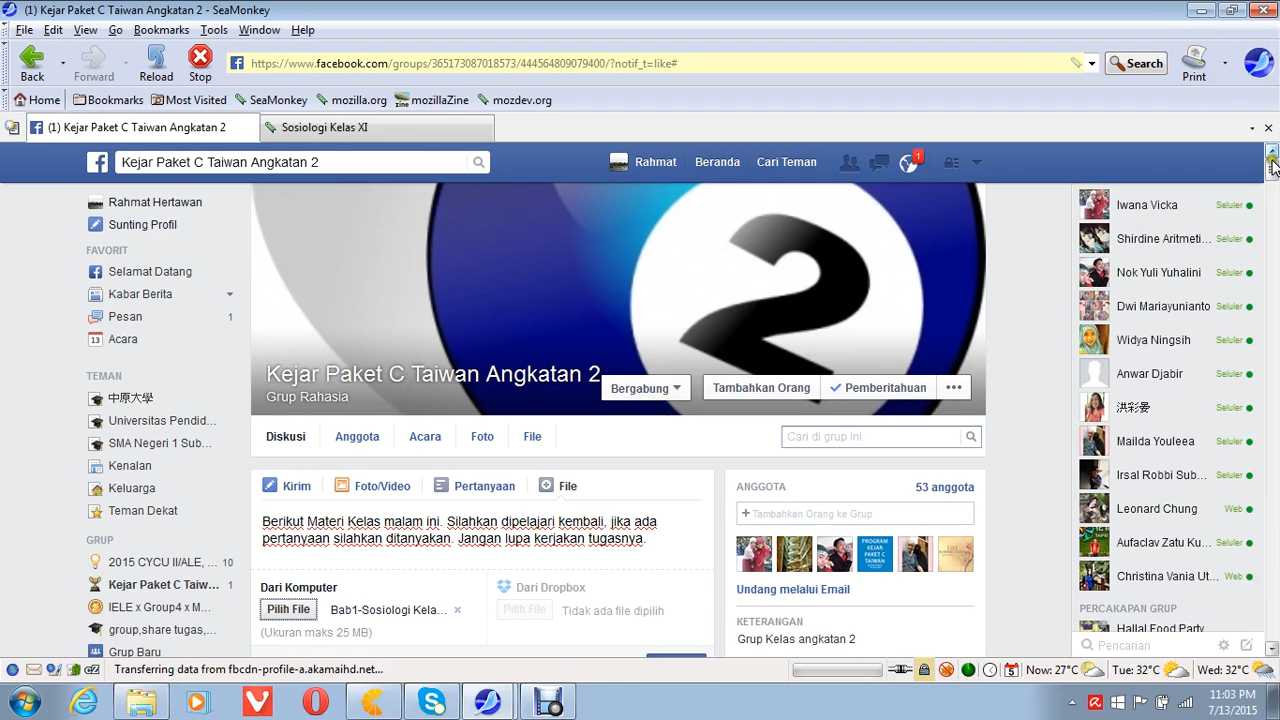 (1) Kejar Paket C Taiwan Angkatan 2 - SeaMonkey
File Edit View Go Bookmarks Tools Window Help
Back Forward Reload Stop https://www.facebook.com/groups/365173087018573/444564809079400/?notif_t=like# Search Print
Home Bookmarks Most Visited SeaMonkey mozilla.org mozillaZine mozdev.org
(1) Kejar Paket C Taiwan Angkatan 2 Sosiologi Kelas XI
Kejar Paket C Taiwan Angkatan 2 Rahmat Beranda Cari Teman 1
Rahmat Hertawan
Sunting Profil
FAVORIT
Selamat Datang
Kabar Berita
Pesan 1
13 Acara
TEMAN
中原大學
Universitas Pendid...
SMA Negeri 1 Sub...
Kenalan
Keluarga
Teman Dekat
GRUP
2015 CYCU II/ALE, ... 10
Kejar Paket C Taiw... 1
IELE x Group4 x M...
group,share tugas,...
Grup Baru
2
Kejar Paket C Taiwan Angkatan 2
Grup Rahasia
Bergabung Tambahkan Orang Pemberitahuan
Diskusi Anggota Acara Foto File Cari di grup ini
Kirim Foto/Video Pertanyaan File
Berikut Materi Kelas malam ini. Silahkan dipelajari kembali, jika ada
pertanyaan silahkan ditanyakan. Jangan lupa kerjakan tugasnya.
Dari Komputer
Pilih File Bab1-Sosiologi Kela...
(Ukuran maks 25 MB)
Dari Dropbox
Pilih File Tidak ada file dipilih
ANGGOTA 53 anggota
Tambahkan Orang ke Grup
PROGRAM
KEJAR
PAKET C
TAIWAN
Undang melalui Email
KETERANGAN
Grup Kelas angkatan 2
Iwana Vicka Seluler
Shirdine Aritmeti... Seluler
Nok Yuli Yuhalini Seluler
Dwi Mariayunianto Seluler
Widya Ningsih Seluler
Anwar Djabir Seluler
洪彩晏 Seluler
Mailda Youleea Seluler
Irsal Robbi Sub... Seluler
Leonard Chung Web
Aufaclav Zatu Ku... Seluler
Christina Vania Ut... Web
PERCAKAPAN GRUP
Hallal Food Party
Pencarian
Transferring data from fbcdn-profile-a.akamaihd.net... Now: 27°C Tue: 32°C Wed: 32°C
11:03 PM
7/13/2015